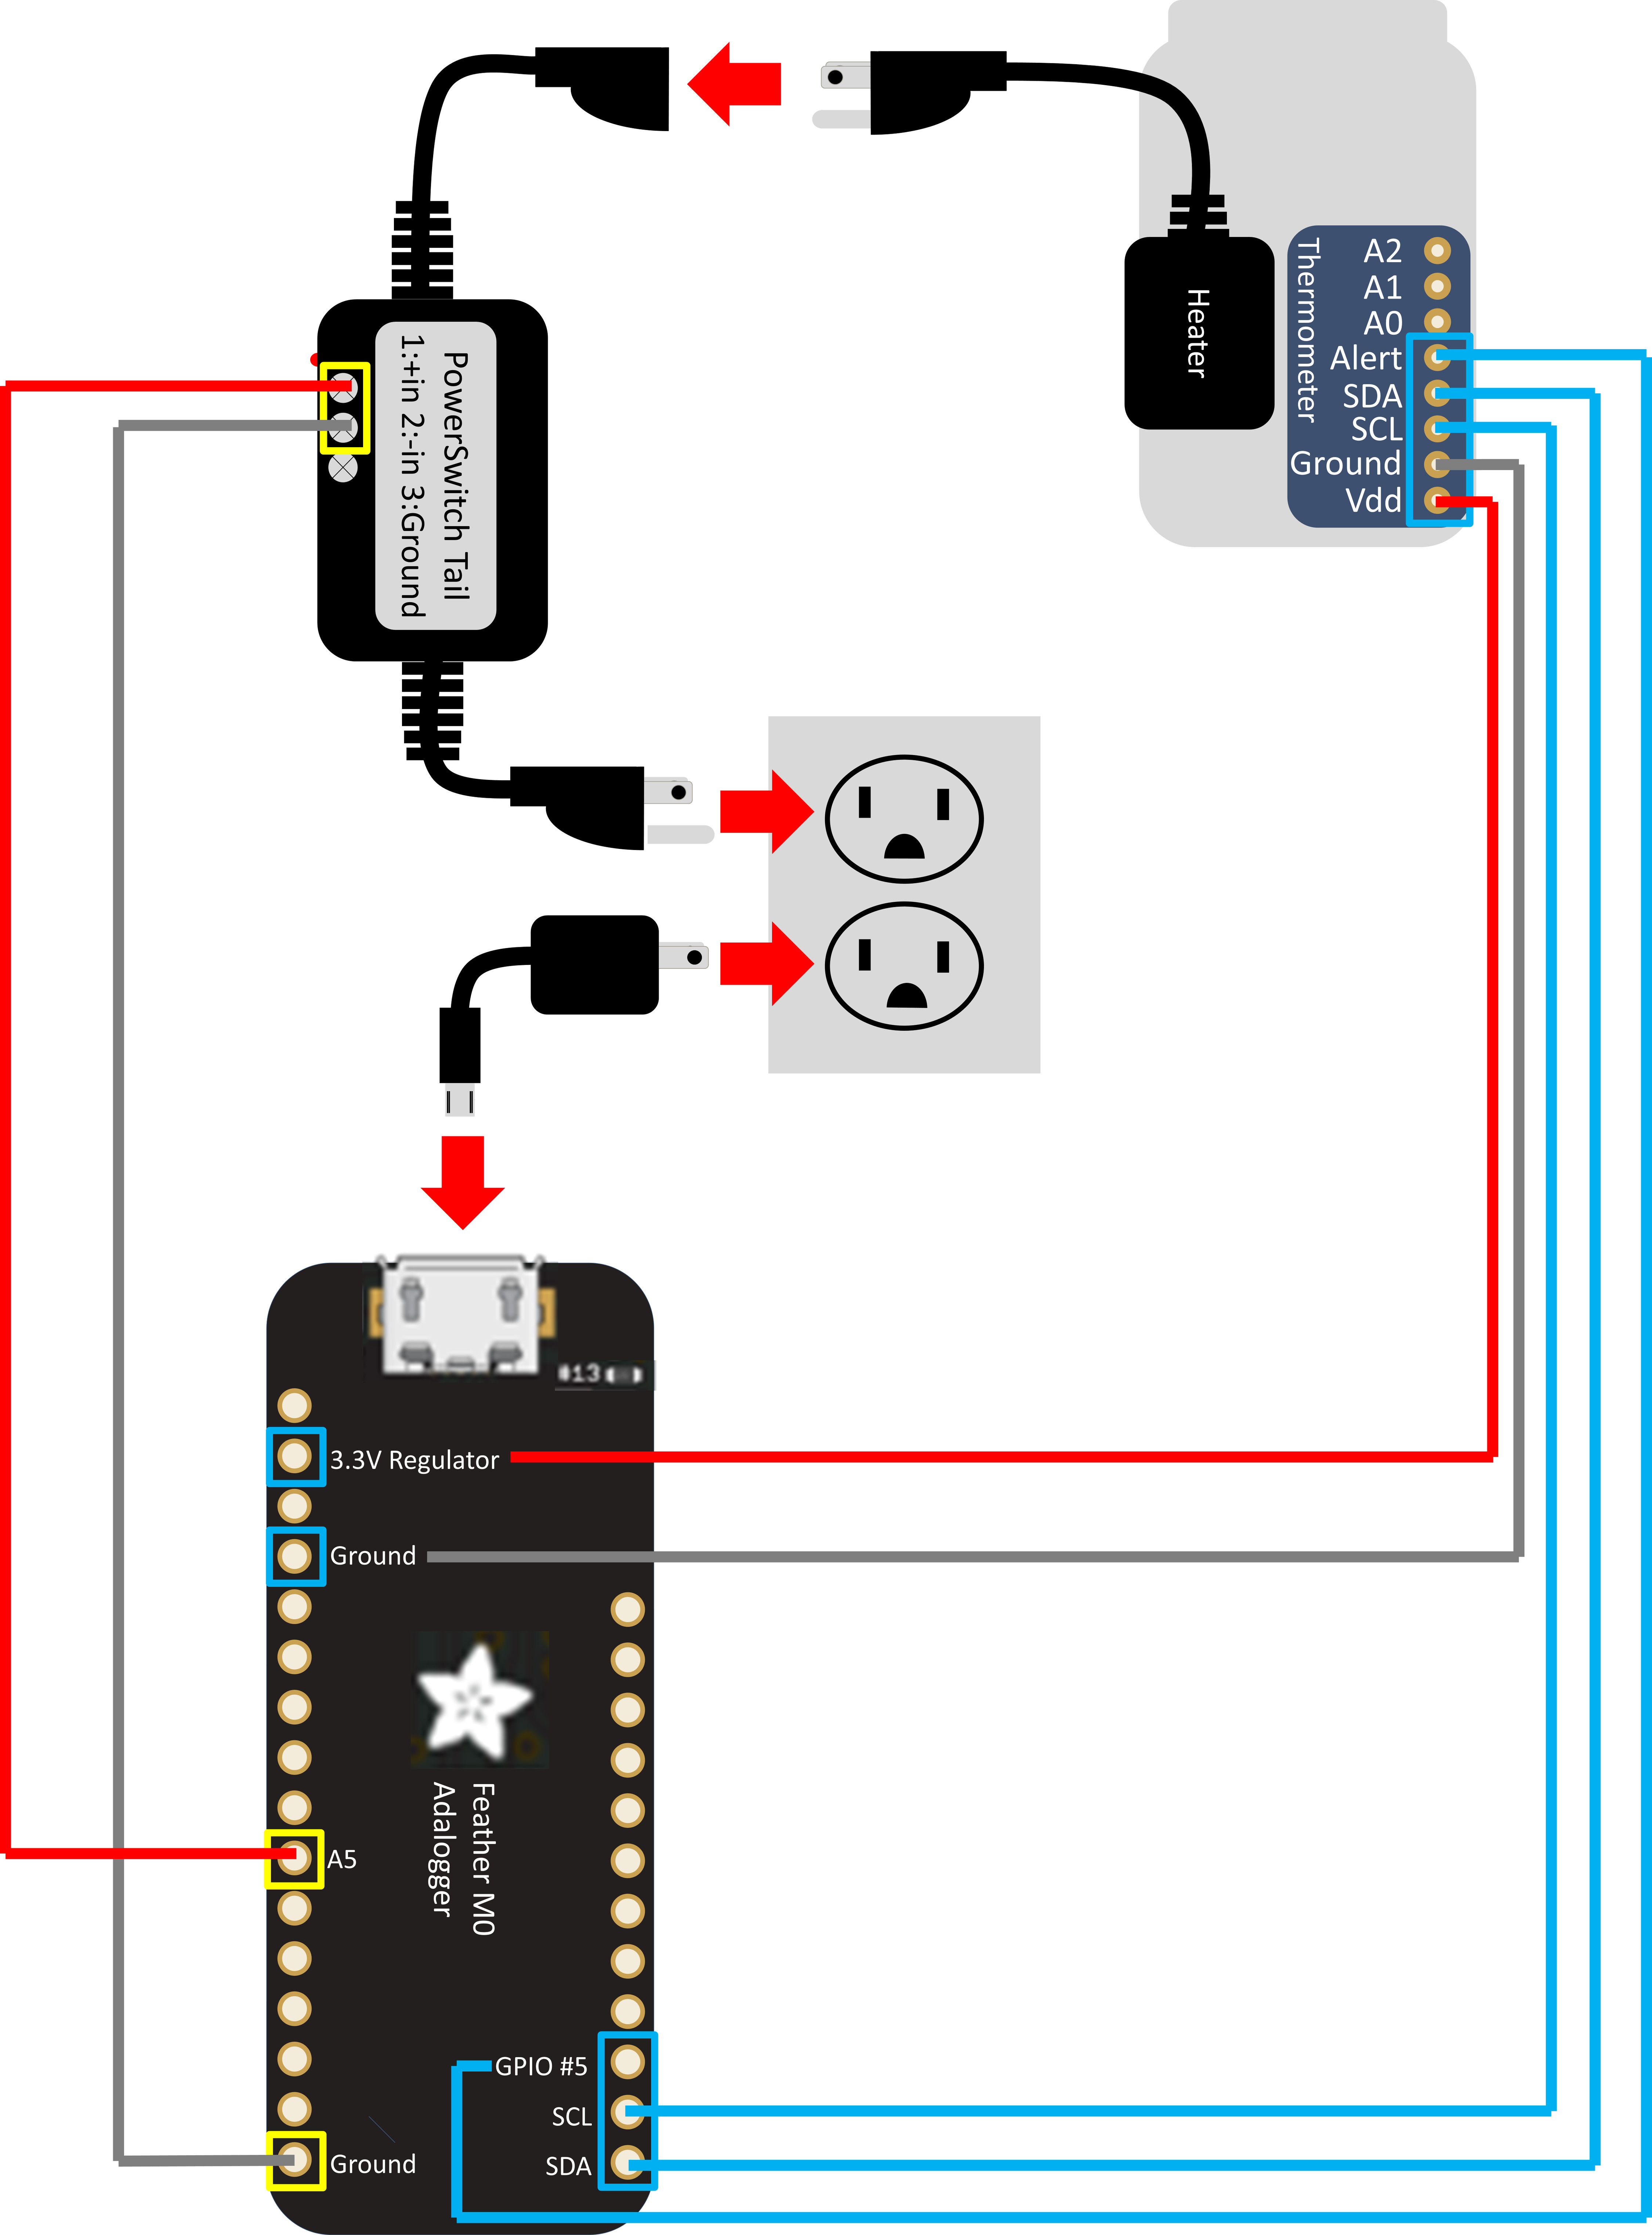 A2
A1
A0
Alert
SDA
SCL
Ground
Vdd
Thermometer
Heater
PowerSwitch Tail
1:+in 2:-in 3:Ground
#13
3.3V Regulator
Ground
Feather M0
Adalogger
A5
GPIO #5
SCL
SDA
Ground